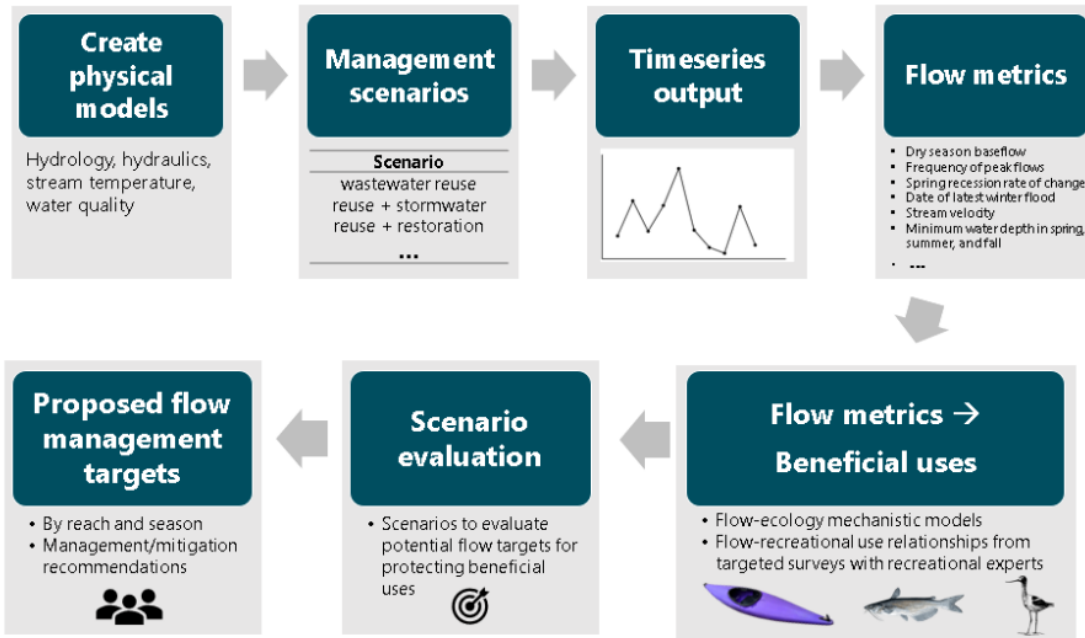 Create
physical
models
Hydrology, hydraulics,
stream temperature,
water quality
Management
scenarios
Scenario
wastewater reuse
reuse + stormwater
reuse + restoration
...
Timeseries
output
Flow metrics
▪ Dry season baseflow
▪ Frequency of peak flows
▪ Spring recession rate of change
▪ Date of latest winter flood
▪ Stream velocity
▪ Minimum water depth in spring,
summer, and fall
· ...
Flow metrics →
Beneficial uses
• Flow-ecology mechanistic models
• Flow-recreational use relationships from
targeted surveys with recreational experts
Scenario
evaluation
• Scenarios to evaluate
potential flow targets for
protecting beneficial
uses
Proposed flow
management
targets
• By reach and season
• Management/mitigation
recommendations